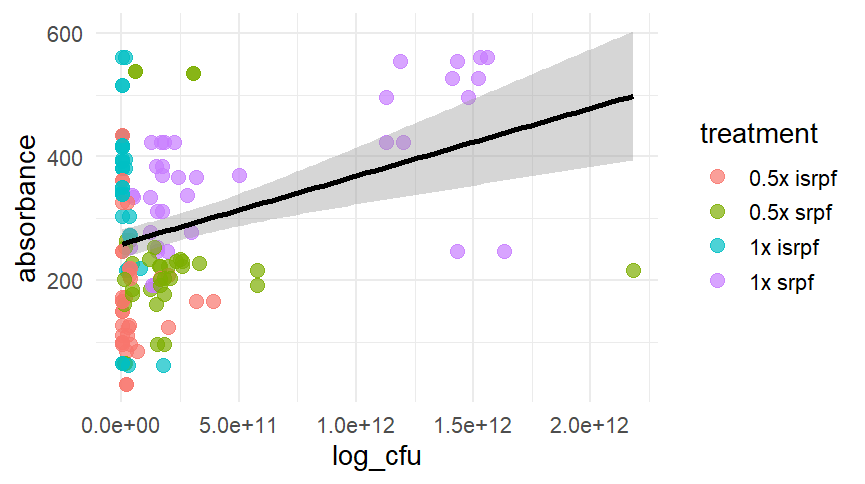 600
400
200
absorbance
0.0e+00 5.0e+11 1.0e+12 1.5e+12 2.0e+12
log_cfu
treatment
0.5x isrpf
0.5x srpf
1x isrpf
1x srpf